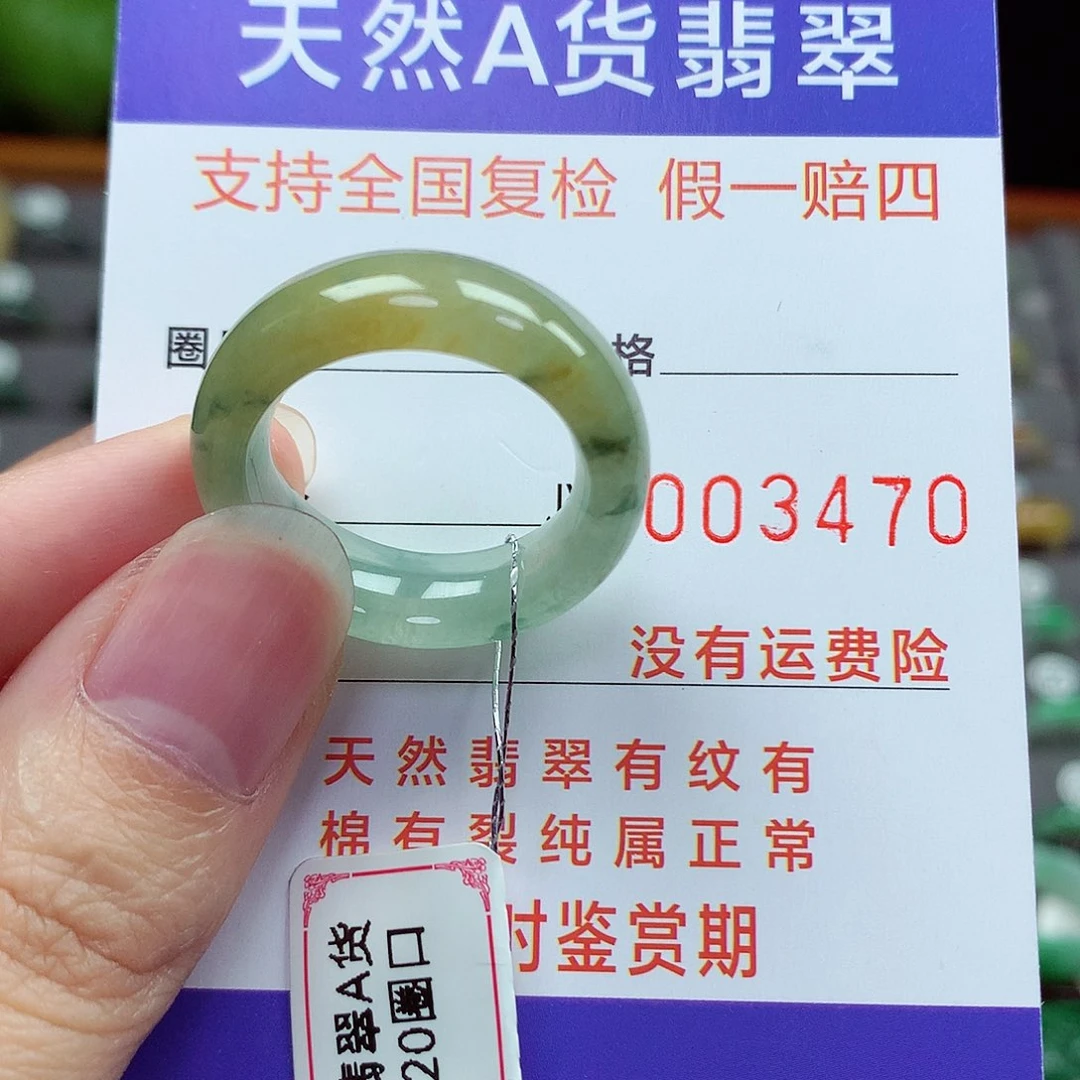 天然A货翡翠
支持全国复检 假一赔四
圈
格
003470
没有运费险
天然翡翠有纹有
棉有裂纯属正常
时鉴赏期
翡翠A货
20圈口